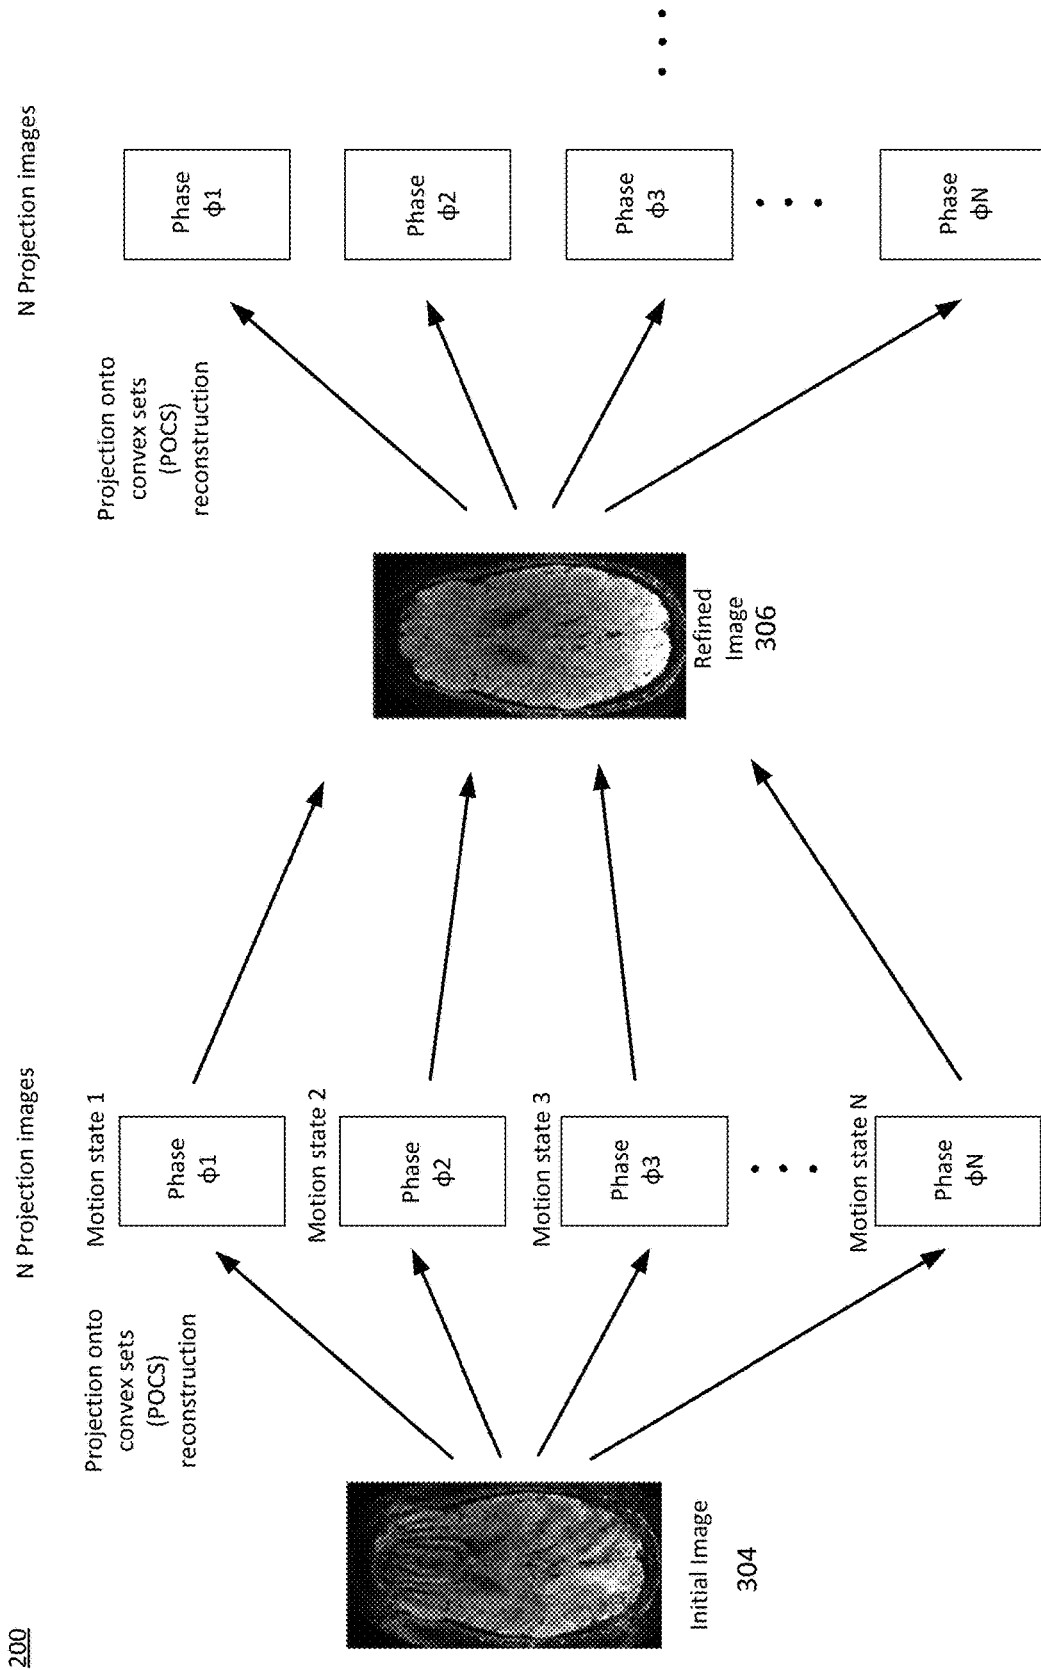 200
N Projection images
N Projection images
Projection onto
convex sets
(POCS)
reconstruction
Projection onto
convex sets
(POCS)
reconstruction
Motion state 1
Phase
ϕ1
Phase
ϕ1
Motion state 2
Phase
ϕ2
Phase
ϕ2
Motion state 3
Phase
ϕ3
Phase
ϕ3
Motion state N
Phase
ϕN
Phase
ϕN
Initial Image
304
Refined
Image
306